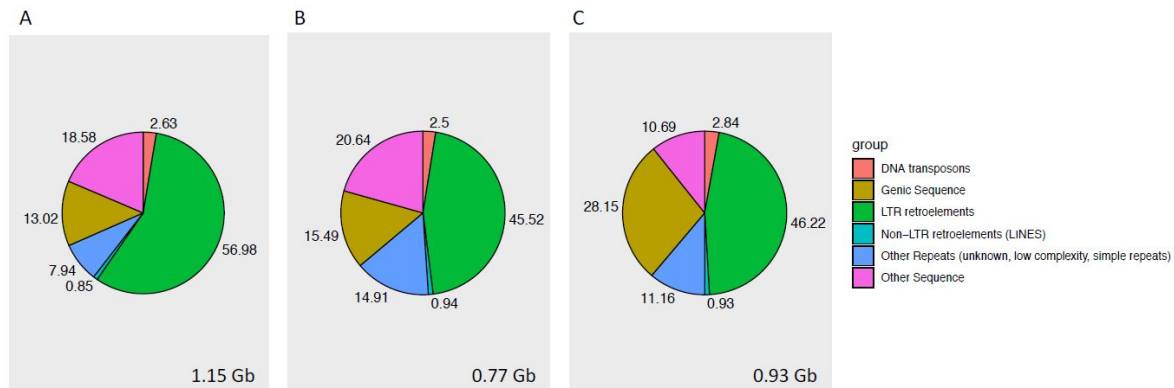 A
B
C
2.63
18.58
13.02
7.94
0.85
56.98
1.15 Gb
2.5
20.64
15.49
14.91
0.94
45.52
0.77 Gb
2.84
10.69
28.15
11.16
0.93
46.22
0.93 Gb
group
DNA transposons
Genic Sequence
LTR retroelements
Non-LTR retroelements (LINES)
Other Repeats (unknown, low complexity, simple repeats)
Other Sequence